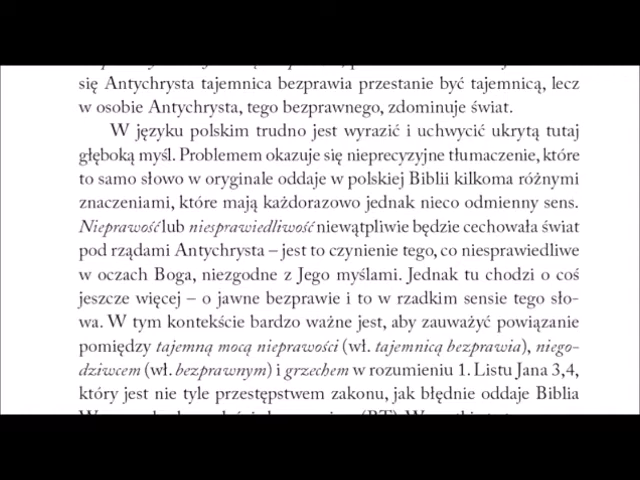 się Antychrysta tajemnica bezprawia przestanie być tajemnicą, lecz
w osobie Antychrysta, tego bezprawnego, zdominuje świat.
W języku polskim trudno jest wyrazić i uchwycić ukrytą tutaj
głęboką myśl. Problemem okazuje się nieprecyzyjne tłumaczenie, które
to samo słowo w oryginale oddaje w polskiej Biblii kilkoma różnymi
znaczeniami, które mają każdorazowo jednak nieco odmienny sens.
Nieprawość lub niesprawiedliwość niewątpliwie będzie cechowała świat
pod rządami Antychrysta – jest to czynienie tego, co niesprawiedliwe
w oczach Boga, niezgodne z Jego myślami. Jednak tu chodzi o coś
jeszcze więcej – o jawne bezprawie i to w rzadkim sensie tego sło-
wa. W tym kontekście bardzo ważne jest, aby zauważyć powiązanie
pomiędzy tajemną mocą nieprawości (wł. tajemnicą bezprawia), niego-
dziwcem (wł. bezprawnym) i grzechem w rozumieniu 1. Listu Jana 3,4,
który jest nie tyle przestępstwem zakonu, jak błędnie oddaje Biblia